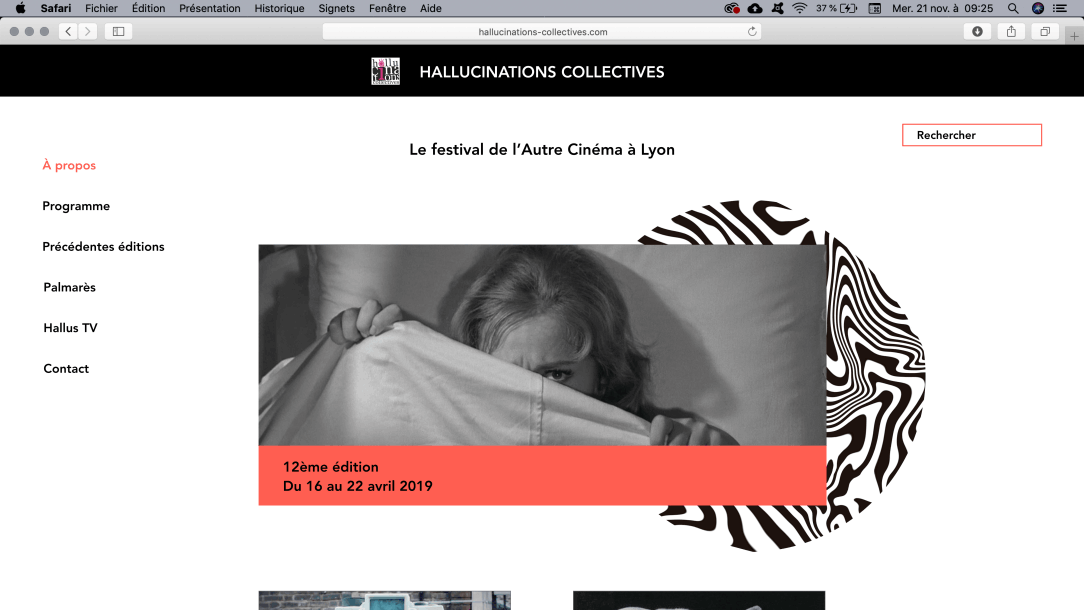 Safari Fichier Édition Présentation Historique Signets Fenêtre Aide 37 % Mer. 21 nov. à 09:25
hallucinations-collectives.com
HALLUCINATIONS COLLECTIVES
Rechercher
Le festival de l'Autre Cinéma à Lyon
À propos
Programme
Précédentes éditions
Palmarès
Hallus TV
Contact
12ème édition
Du 16 au 22 avril 2019